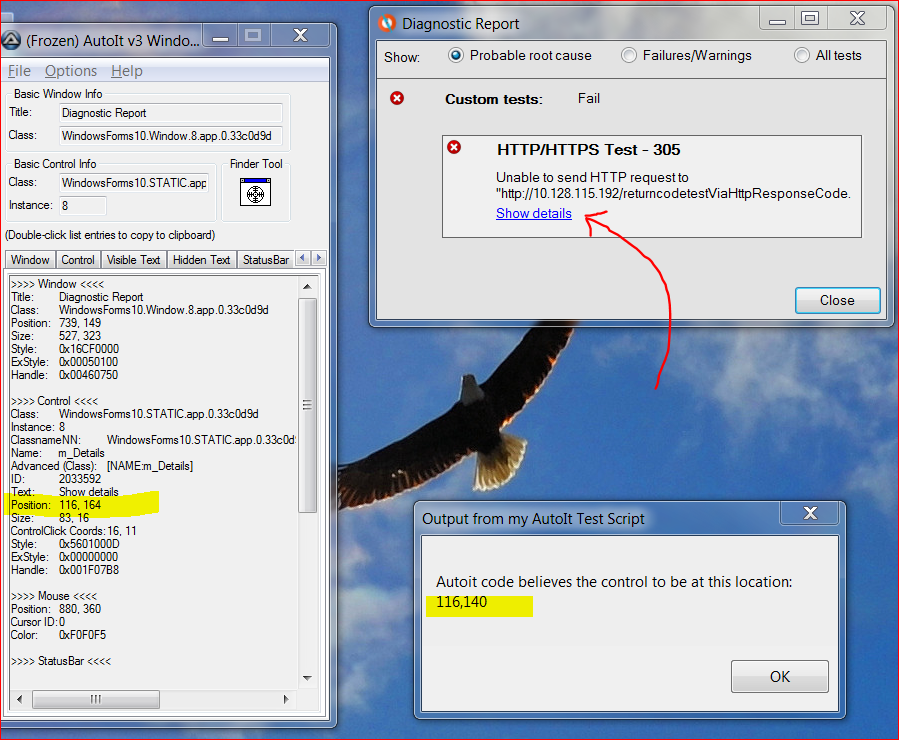 (Frozen) AutoIt v3 Windo...
File Options Help
Basic Window Info
Title: Diagnostic Report
Class: WindowsForms10.Window.8.app.0.33c0d9d
Basic Control Info
Class: WindowsForms10.STATIC.app
Instance: 8
Finder Tool
(Double-click list entries to copy to clipboard)
Window Control Visible Text Hidden Text StatusBar
>>>> Window <<<<
Title: Diagnostic Report
Class: WindowsForms10.Window.8.app.0.33c0d9d
Position: 739, 149
Size: 527, 323
Style: 0x16CF0000
ExStyle: 0x00050100
Handle: 0x00460750
>>>> Control <<<<
Class: WindowsForms10.STATIC.app.0.33c0d9d
Instance: 8
ClassnameNN: WindowsForms10.STATIC.app.0.33c0d
Name: m_Details
Advanced (Class): [NAME:m_Details]
ID: 2033592
Text: Show details
Position: 116, 164
Size: 83, 16
ControlClick Coords: 16, 11
Style: 0x5601000D
ExStyle: 0x00000000
Handle: 0x001F07B8
>>>> Mouse <<<<
Position: 880, 360
Cursor ID: 0
Color: 0xF0F0F5
>>>> StatusBar <<<<
Diagnostic Report
Show: Probable root cause Failures/Warnings All tests
Custom tests: Fail
HTTP/HTTPS Test - 305
Unable to send HTTP request to
"http://10.128.115.192/returncodetestViaHttpResponseCode.
Show details
Close
Output from my AutoIt Test Script
Autoit code believes the control to be at this location:
116,140
OK